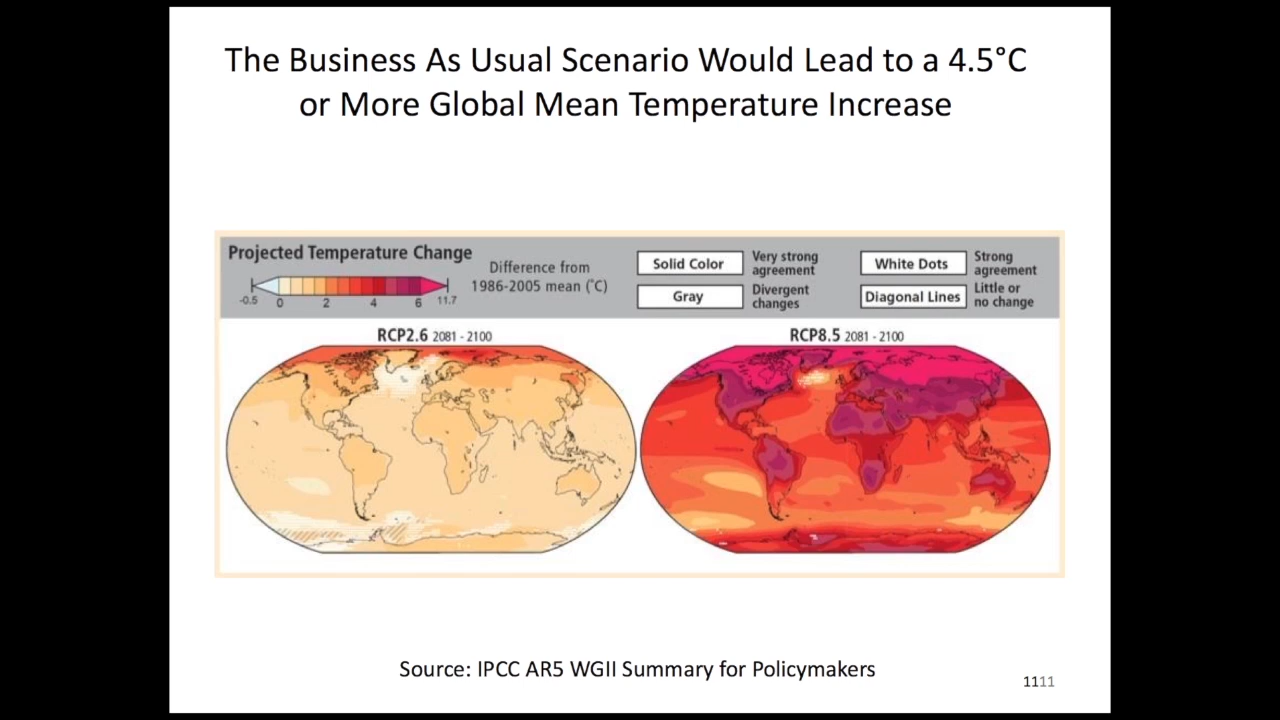 The Business As Usual Scenario Would Lead to a 4.5°C
or More Global Mean Temperature Increase
Projected Temperature Change
Difference from
1986-2005 mean (˚C)
-0.5 0 2 4 6 11.7
Solid Color
Very strong
agreement
White Dots
Strong
agreement
Gray
Divergent
changes
Diagonal Lines
Little or
no change
RCP2.6 2081 - 2100
RCP8.5 2081 - 2100
Source: IPCC AR5 WGII Summary for Policymakers
1111